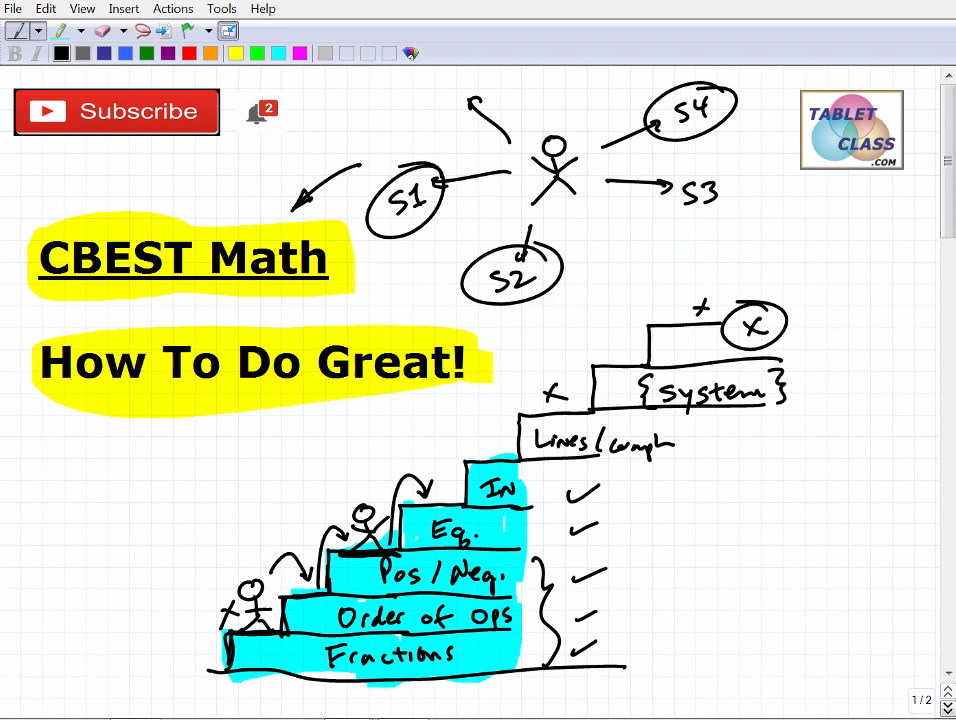 File Edit View Insert Actions Tools Help
B I
Subscribe
2
S4
TABLET
CLASS
.COM
S1
S3
S2
CBEST Math
How To Do Great!
x
x
{System}
x
Lines/Graph
IN
Eq.
Pos/Neg.
Order of Ops
Fractions
1 / 2